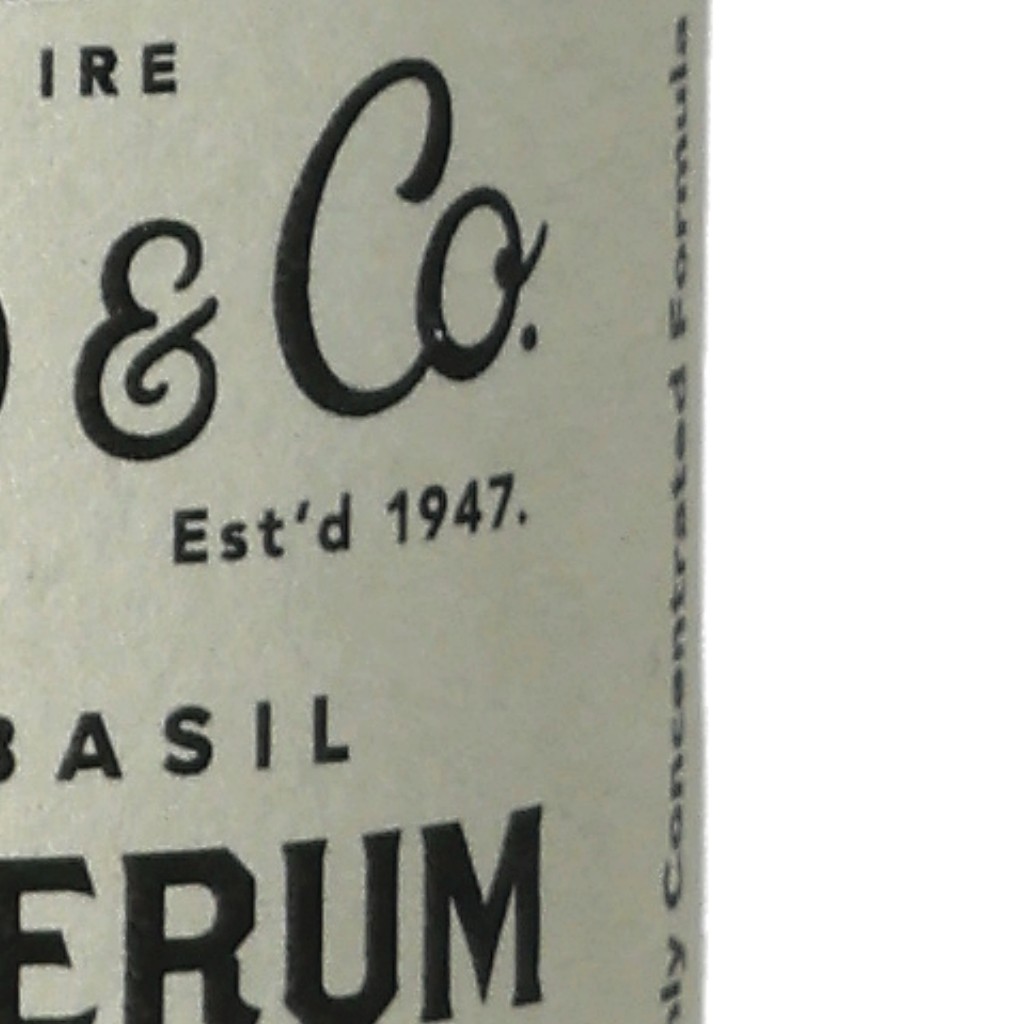 IRE
& Co.
Est'd 1947.
BASIL
ERUM
ly Concentrated Formula